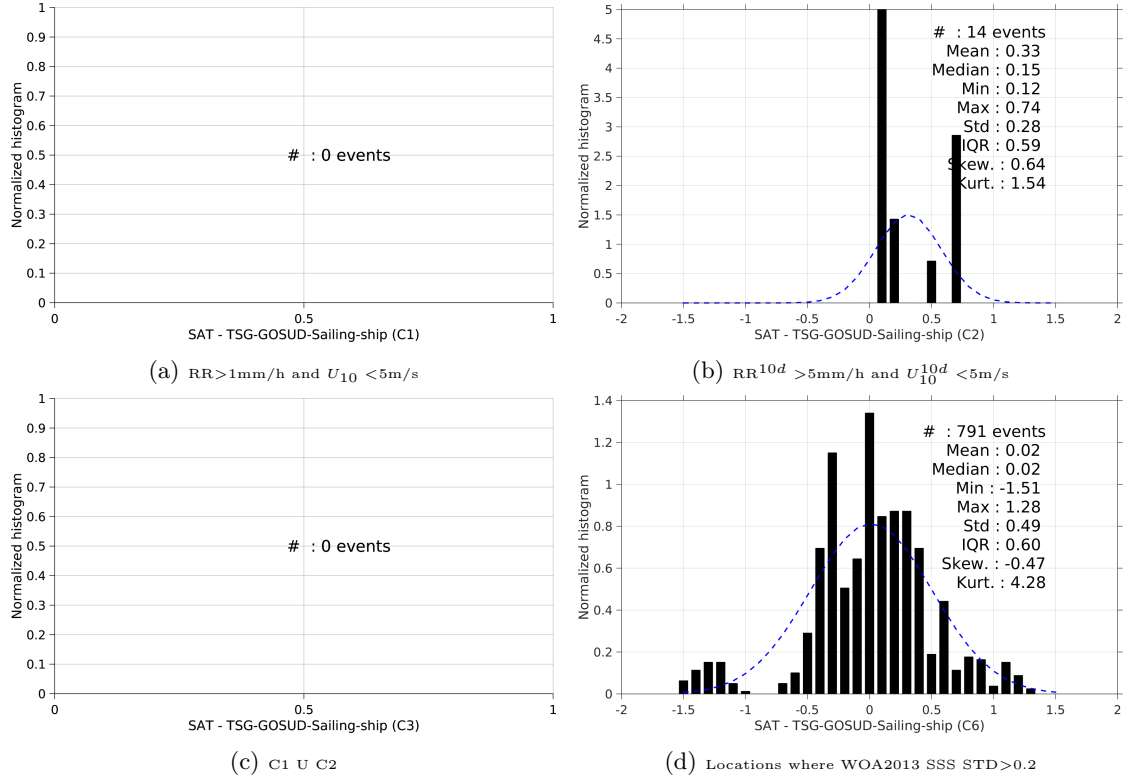 1
0.9
0.8
0.7
0.6
0.5
0.4
0.3
0.2
0.1
0
Normalized histogram
# : 0 events
0 0.5 1
SAT - TSG-GOSUD-Sailing-ship (C1)
(a) RR>1mm/h and U10 <5m/s
5
4.5
4
3.5
3
2.5
2
1.5
1
0.5
0
Normalized histogram
# : 14 events
Mean : 0.33
Median : 0.15
Min : 0.12
Max : 0.74
Std : 0.28
IQR : 0.59
Skew. : 0.64
Kurt. : 1.54
-2 -1.5 -1 -0.5 0 0.5 1 1.5 2
SAT - TSG-GOSUD-Sailing-ship (C2)
(b) RR^10d >5mm/h and U10^10d <5m/s
1
0.9
0.8
0.7
0.6
0.5
0.4
0.3
0.2
0.1
0
Normalized histogram
# : 0 events
0 0.5 1
SAT - TSG-GOSUD-Sailing-ship (C3)
(c) C1 U C2
1.4
1.2
1
0.8
0.6
0.4
0.2
0
Normalized histogram
# : 791 events
Mean : 0.02
Median : 0.02
Min : -1.51
Max : 1.28
Std : 0.49
IQR : 0.60
Skew. : -0.47
Kurt. : 4.28
-2 -1.5 -1 -0.5 0 0.5 1 1.5 2
SAT - TSG-GOSUD-Sailing-ship (C6)
(d) Locations where WOA2013 SSS STD>0.2